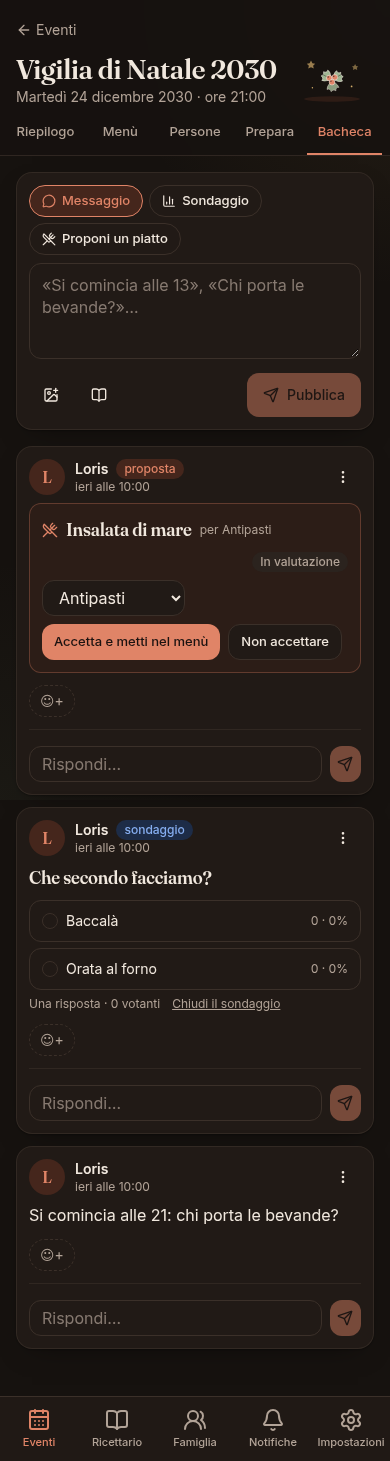 Eventi
Vigilia di Natale 2030
Martedì 24 dicembre 2030 · ore 21:00
Riepilogo Menù Persone Prepara Bacheca
Messaggio Sondaggio
Proponi un piatto
«Si comincia alle 13», «Chi porta le
bevande?»…
Pubblica
L Loris proposta
ieri alle 10:00
Insalata di mare per Antipasti
In valutazione
Antipasti
Accetta e metti nel menù Non accettare
Rispondi…
L Loris sondaggio
ieri alle 10:00
Che secondo facciamo?
Baccalà 0 · 0%
Orata al forno 0 · 0%
Una risposta · 0 votanti Chiudi il sondaggio
Rispondi…
L Loris
ieri alle 10:00
Si comincia alle 21: chi porta le bevande?
Rispondi…
Eventi Ricettario Famiglia Notifiche Impostazioni